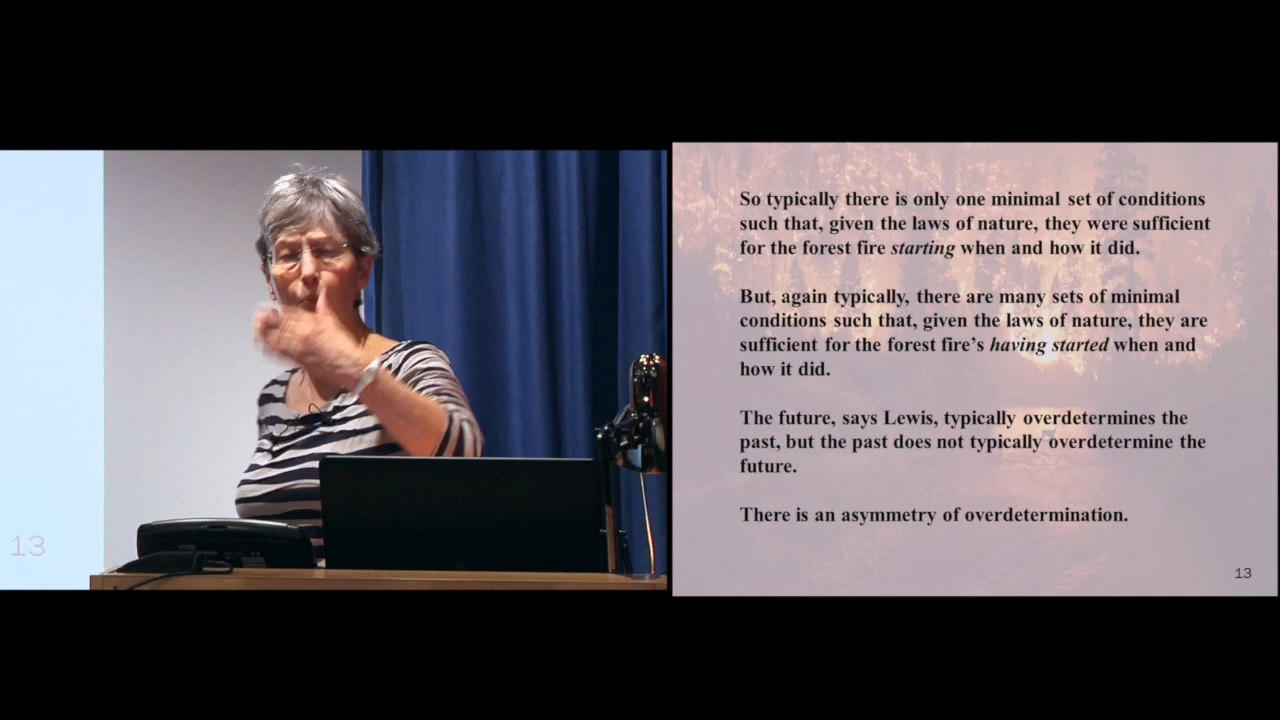 So typically there is only one minimal set of conditions
such that, given the laws of nature, they were sufficient
for the forest fire starting when and how it did.
But, again typically, there are many sets of minimal
conditions such that, given the laws of nature, they are
sufficient for the forest fire’s having started when and
how it did.
The future, says Lewis, typically overdetermines the
past, but the past does not typically overdetermine the
future.
There is an asymmetry of overdetermination.
13
13